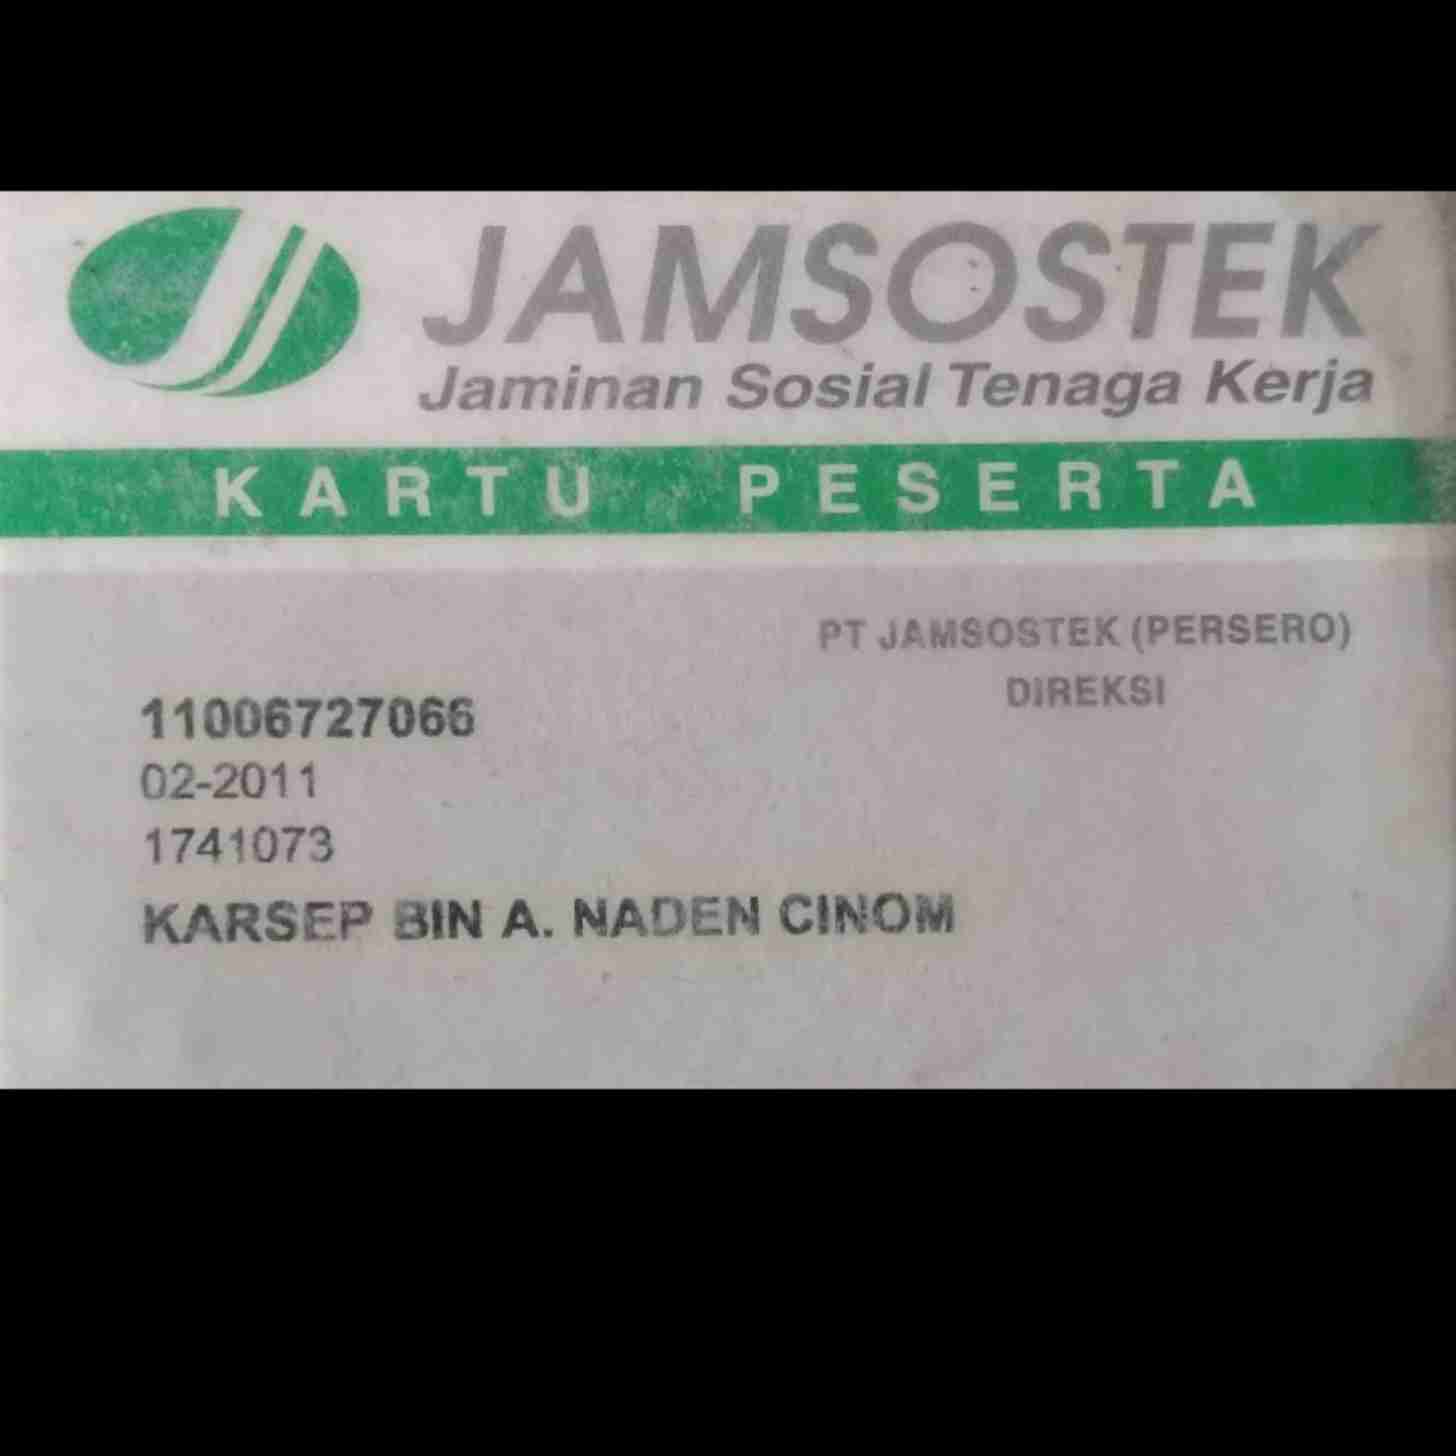 JAMSOSTEK
Jaminan Sosial Tenaga Kerja
KARTU PESERTA
PT JAMSOSTEK (PERSERO)
DIREKSI
11006727066
02-2011
1741073
KARSEP BIN A. NADEN CINOM